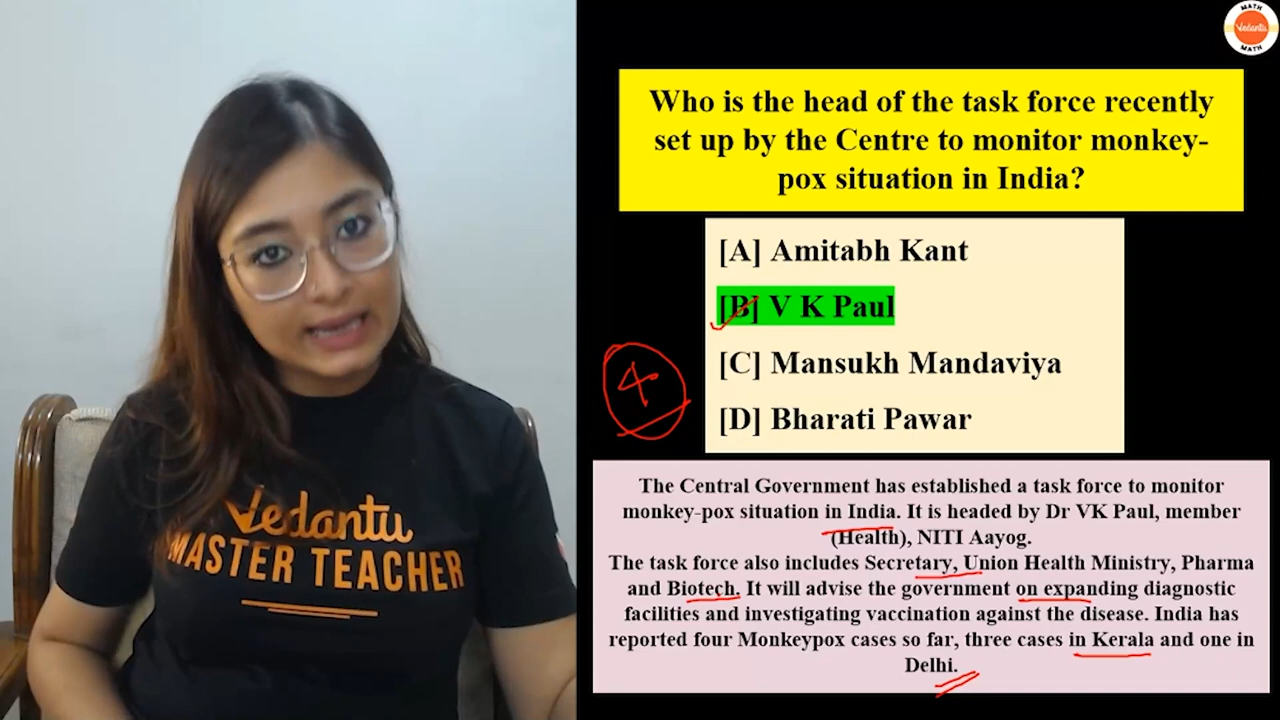 MATH
Vedantu
MATH
Who is the head of the task force recently
set up by the Centre to monitor monkey-
pox situation in India?
[A] Amitabh Kant
[B] V K Paul
[C] Mansukh Mandaviya
[D] Bharati Pawar
4
The Central Government has established a task force to monitor
monkey-pox situation in India. It is headed by Dr VK Paul, member
(Health), NITI Aayog.
The task force also includes Secretary, Union Health Ministry, Pharma
and Biotech. It will advise the government on expanding diagnostic
facilities and investigating vaccination against the disease. India has
reported four Monkeypox cases so far, three cases in Kerala and one in
Delhi.
Vedantu
MASTER TEACHER